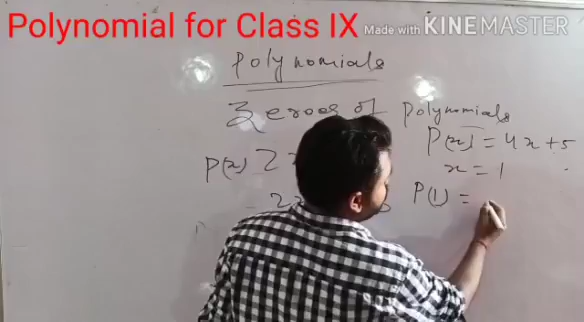 Polynomial for Class IX
Made with KINEMASTER
Polynomials
Zeroes of Polynomials
P(x) = 4x + 5
x = 1
P(x)
P(1) =